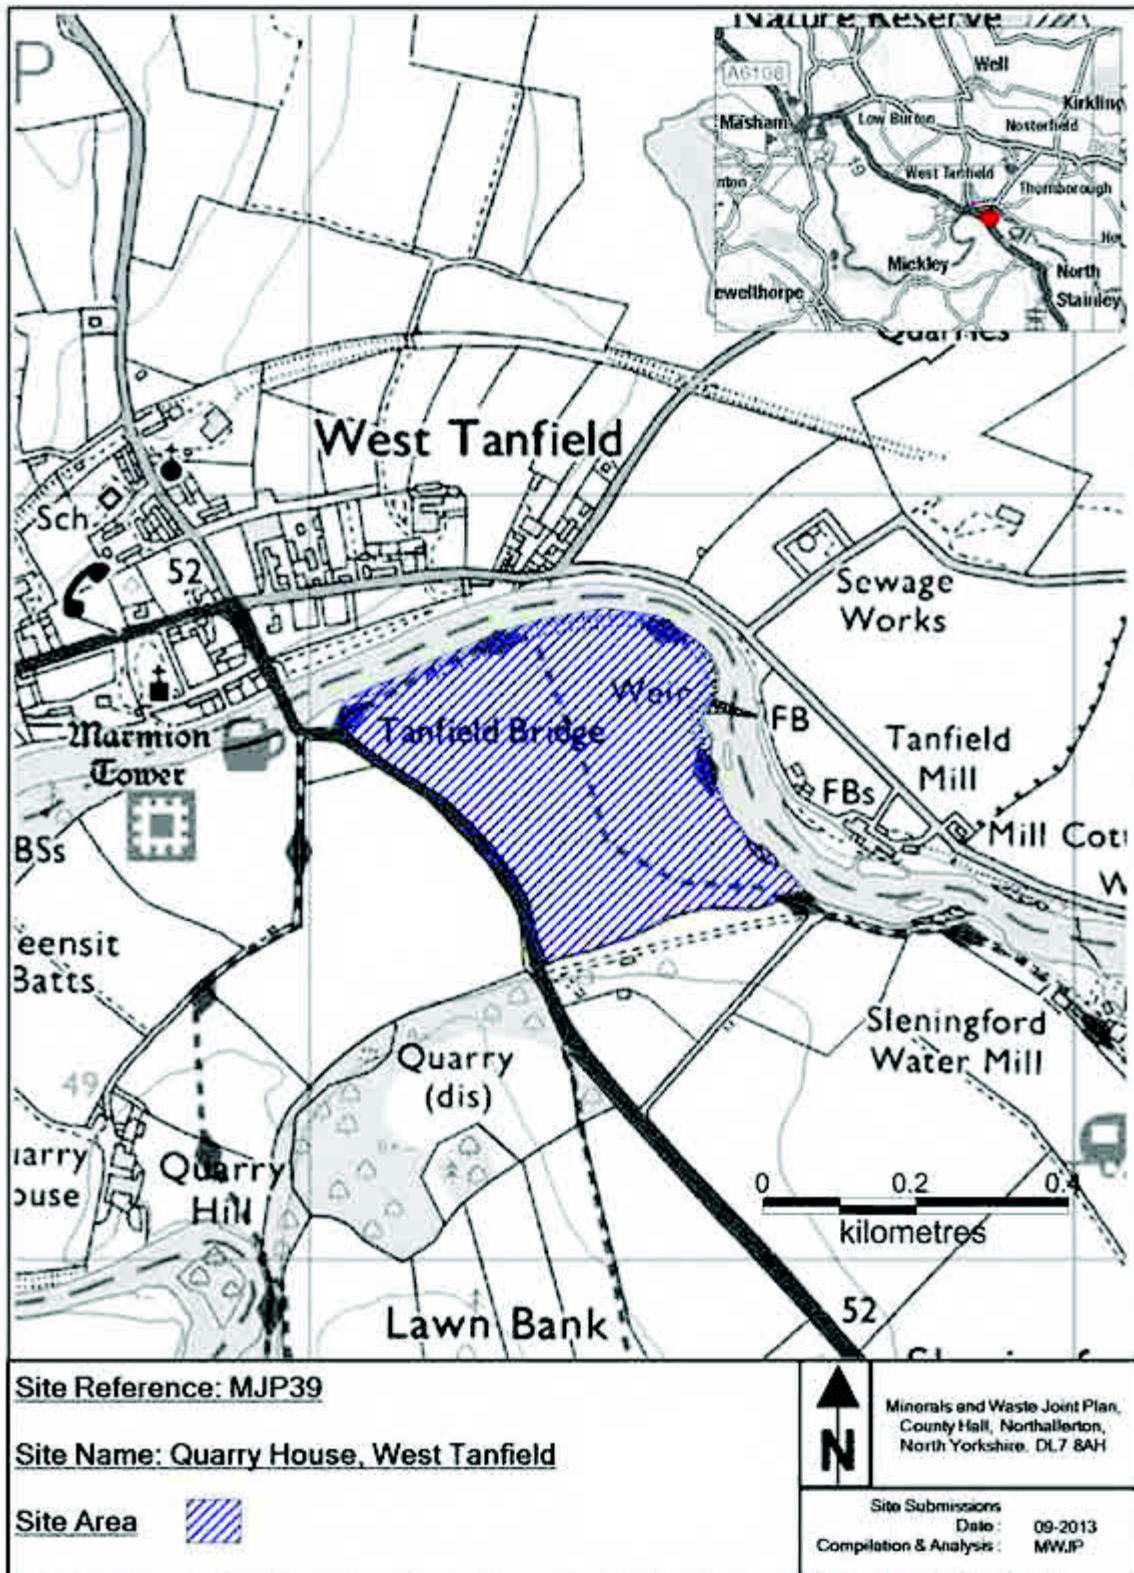 P
Nature Reserve
A6108
Well
Masham
Low Burton
Nosterfield
West Tanfield
Thornborough
Mickley
North
Stainley
ewelthorpe
Quarries
West Tanfield
Sch
52
Sewage
Works
Weir
FB
Tanfield Bridge
Marmion
Tower
Tanfield
Mill
FBs
Mill Cott
W
BSs
eensit
Batts
Sleningford
Water Mill
Quarry
(dis)
49
uarry
ouse
Quarry
Hill
0 0.2 0.4
kilometres
Lawn Bank
52
Site Reference: MJP39
Site Name: Quarry House, West Tanfield
Site Area
N
Minerals and Waste Joint Plan,
County Hall, Northallerton,
North Yorkshire. DL7 8AH
Site Submissions
Date : 09-2013
Compilation & Analysis : MWJP